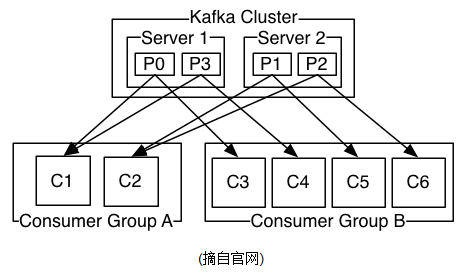 Kafka Cluster
Server 1 Server 2
P0 P3 P1 P2
C1 C2 C3 C4 C5 C6
Consumer Group A Consumer Group B
(摘自官网)